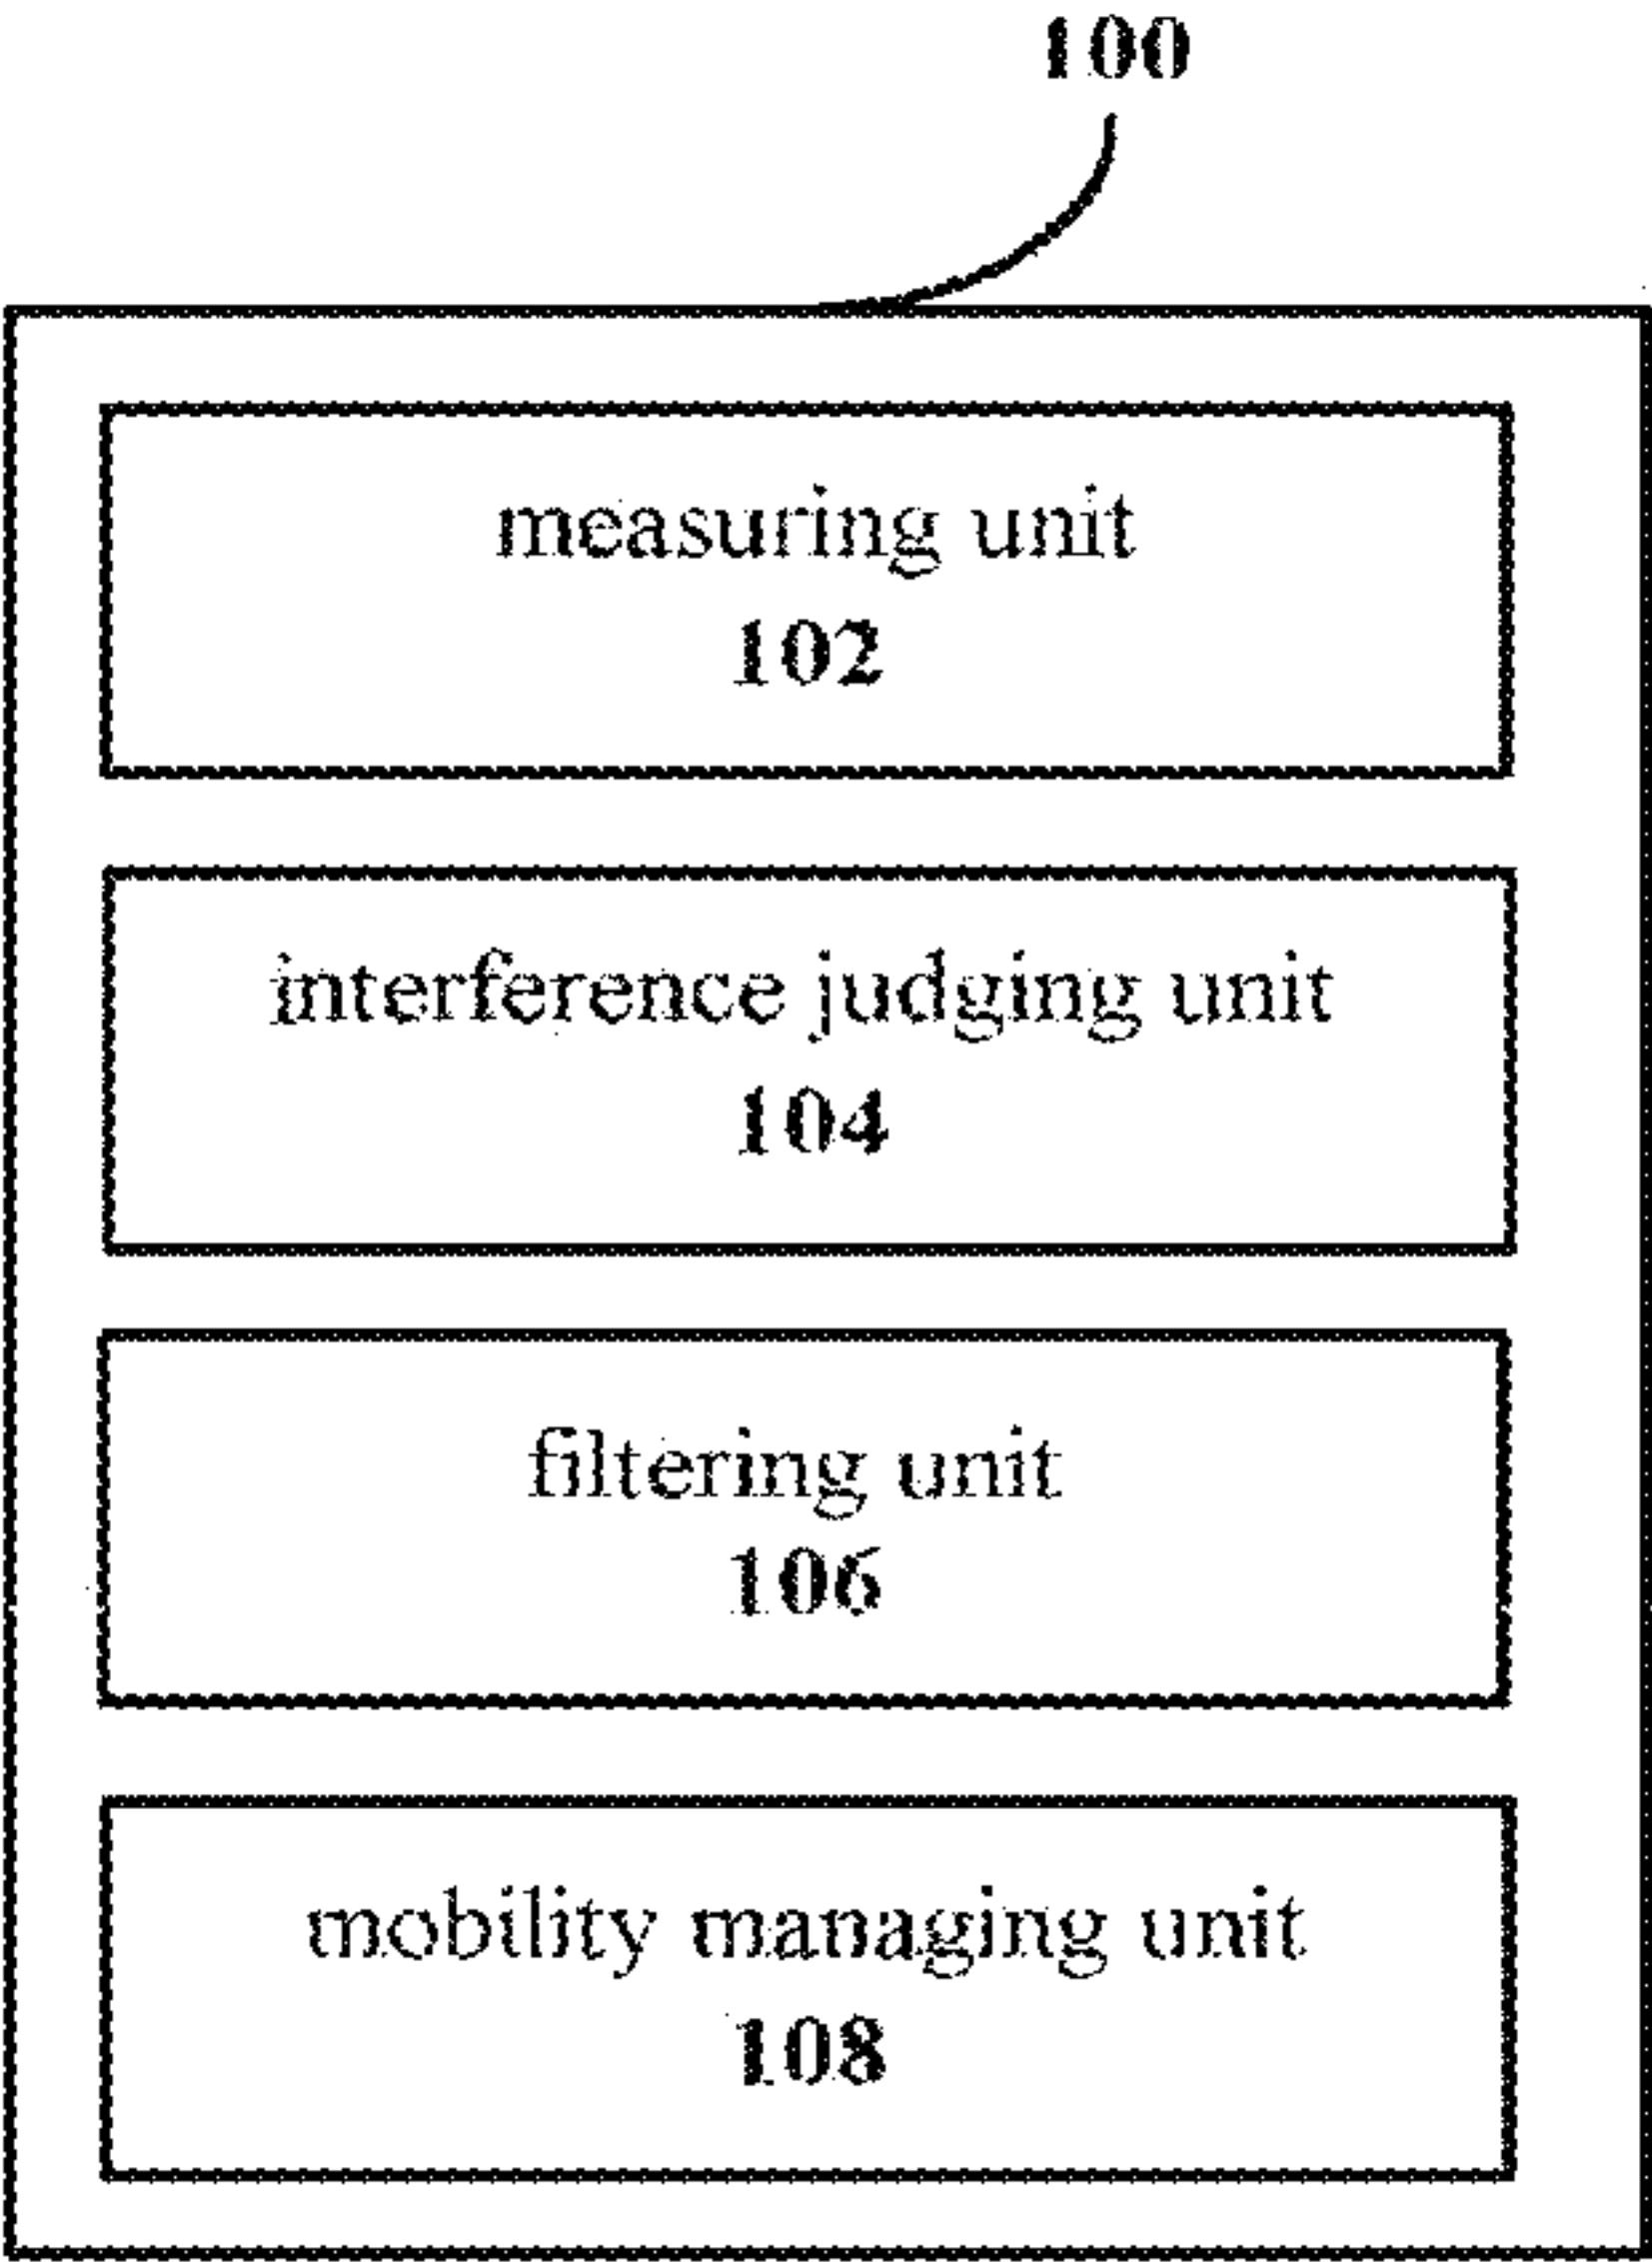 100
measuring unit
102
interference judging unit
104
filtering unit
106
mobility managing unit
108